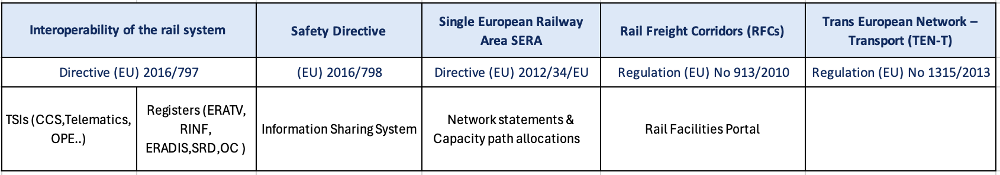 Interoperability of the rail system
Safety Directive
Single European Railway
Area SERA
Rail Freight Corridors (RFCs)
Trans European Network –
Transport (TEN-T)
Directive (EU) 2016/797
(EU) 2016/798
Directive (EU) 2012/34/EU
Regulation (EU) No 913/2010
Regulation (EU) No 1315/2013
TSIs (CCS,Telematics,
OPE..)
Registers (ERATV,
RINF,
ERADIS,SRD,OC )
Information Sharing System
Network statements &
Capacity path allocations
Rail Facilities Portal